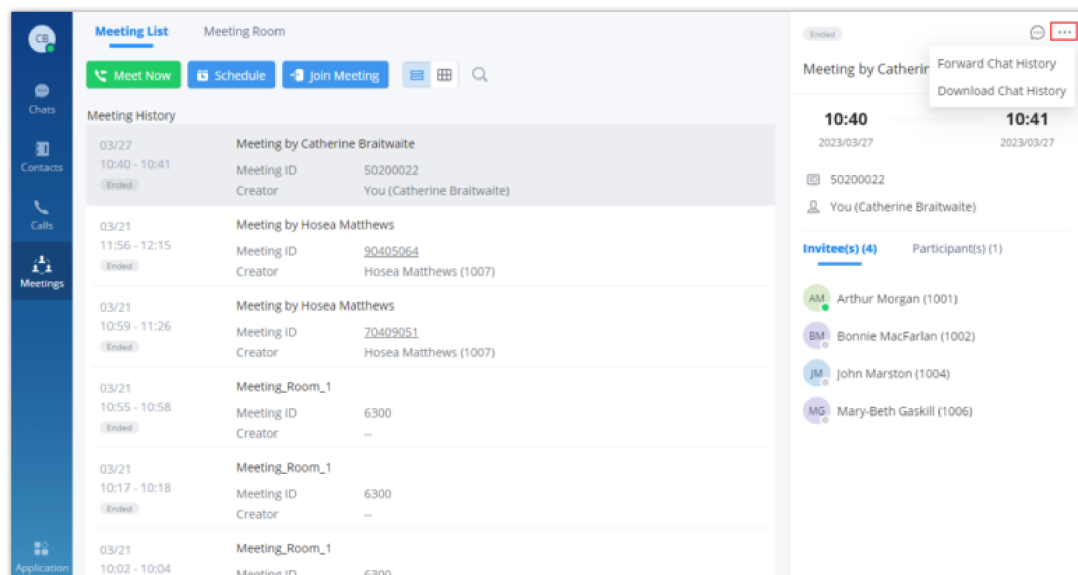 CB
Chats
Contacts
Calls
Meetings
Application
Meeting List Meeting Room
Meet Now Schedule Join Meeting
Meeting History
03/27 Meeting by Catherine Braitwaite
10:40 - 10:41 Meeting ID 50200022
Ended Creator You (Catherine Braitwaite)
03/21 Meeting by Hosea Matthews
11:56 - 12:15 Meeting ID 90405064
Ended Creator Hosea Matthews (1007)
03/21 Meeting by Hosea Matthews
10:59 - 11:26 Meeting ID 70409051
Ended Creator Hosea Matthews (1007)
03/21 Meeting_Room_1
10:55 - 10:58 Meeting ID 6300
Ended Creator --
03/21 Meeting_Room_1
10:17 - 10:18 Meeting ID 6300
Ended Creator --
03/21 Meeting_Room_1
10:02 - 10:04 Meeting ID 6300
Ended
Forward Chat History
Download Chat History
Meeting by Catherin
10:40 10:41
2023/03/27 2023/03/27
50200022
You (Catherine Braitwaite)
Invitee(s) (4) Participant(s) (1)
AM Arthur Morgan (1001)
BM Bonnie MacFarlan (1002)
JM John Marston (1004)
MG Mary-Beth Gaskill (1006)